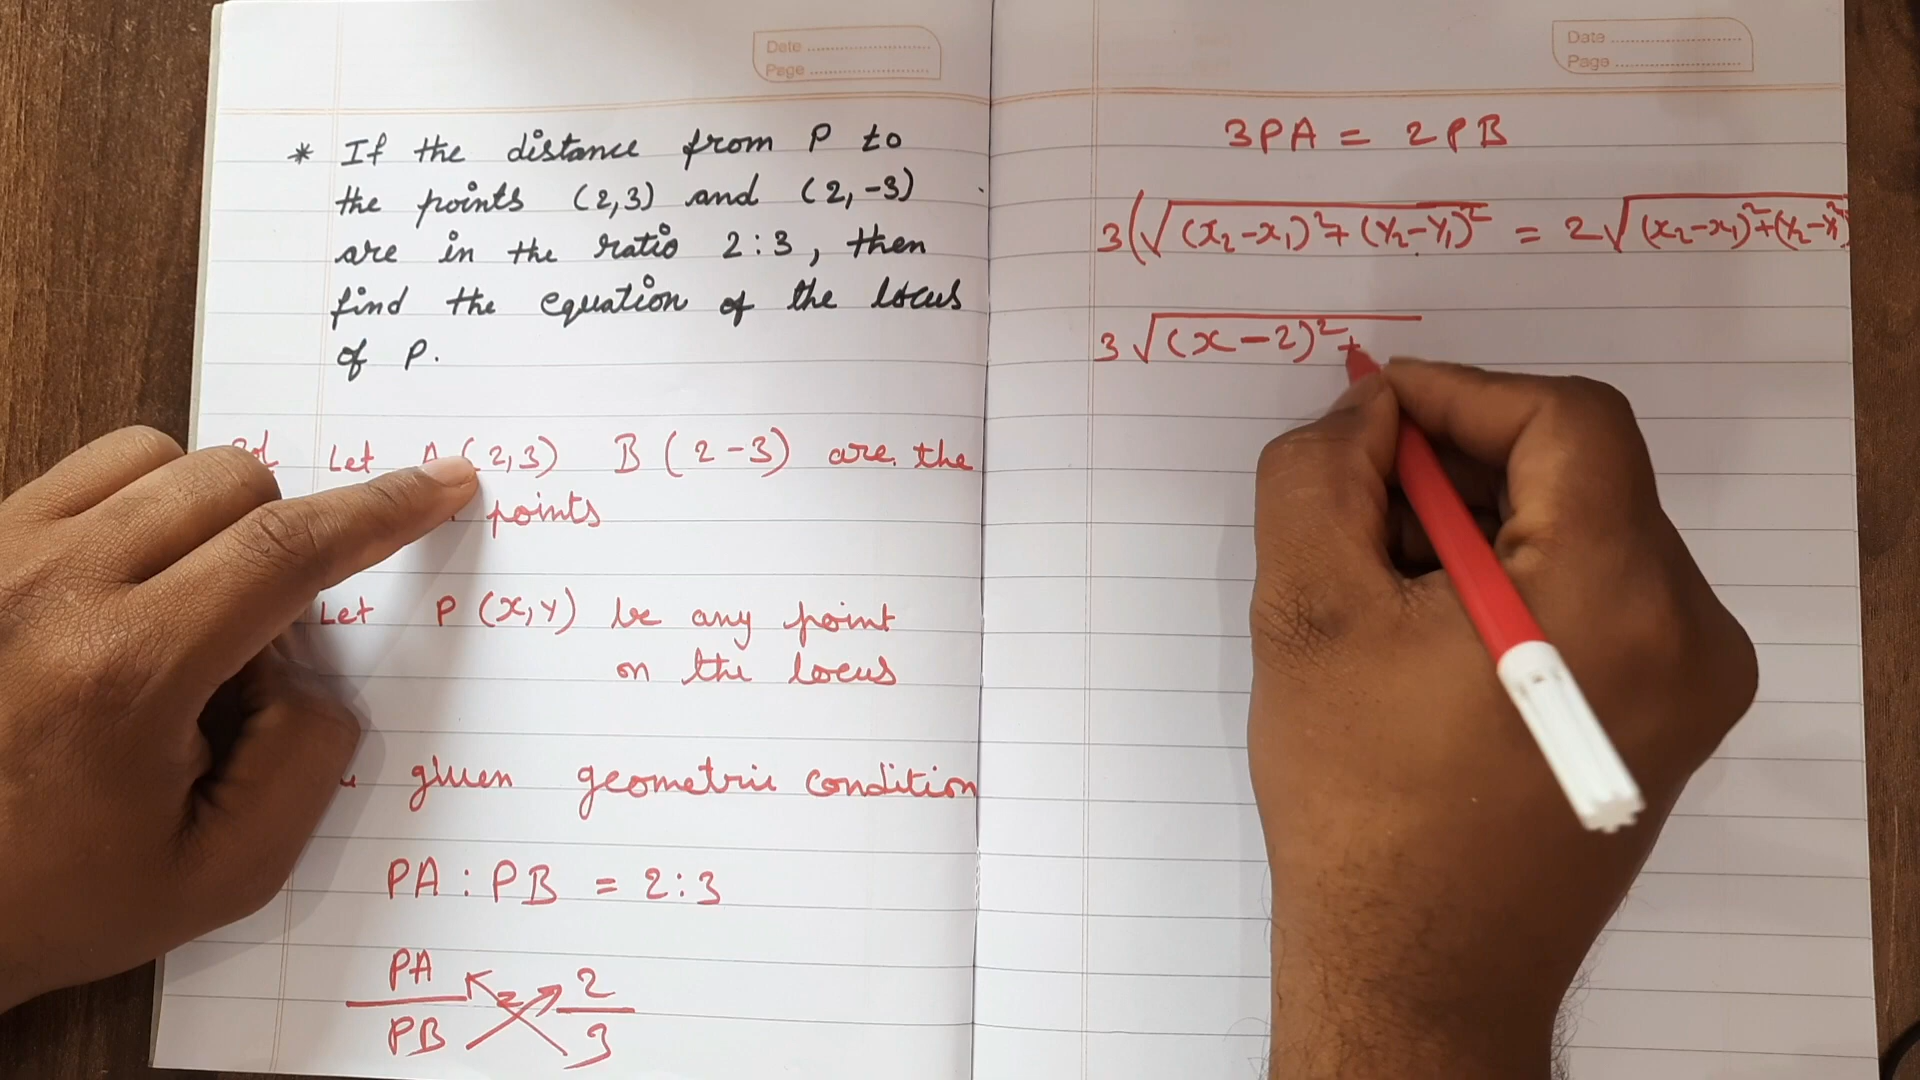 Date
Page
* If the distance from P to
the points (2,3) and (2,-3)
are in the ratio 2:3, then
find the equation of the locus
of P.
Let A(2,3) B(2-3) are the
points
Let P(x,y) be any point
on the locus
given geometric condition
PA : PB = 2:3
PA/PB = 2/3
Date
Page
3PA = 2PB
3(√(x₂-x₁)²+(y₂-y₁)² = 2√(x₂-x₁)²+(y₂-y₁)²
3√(x-2)²+